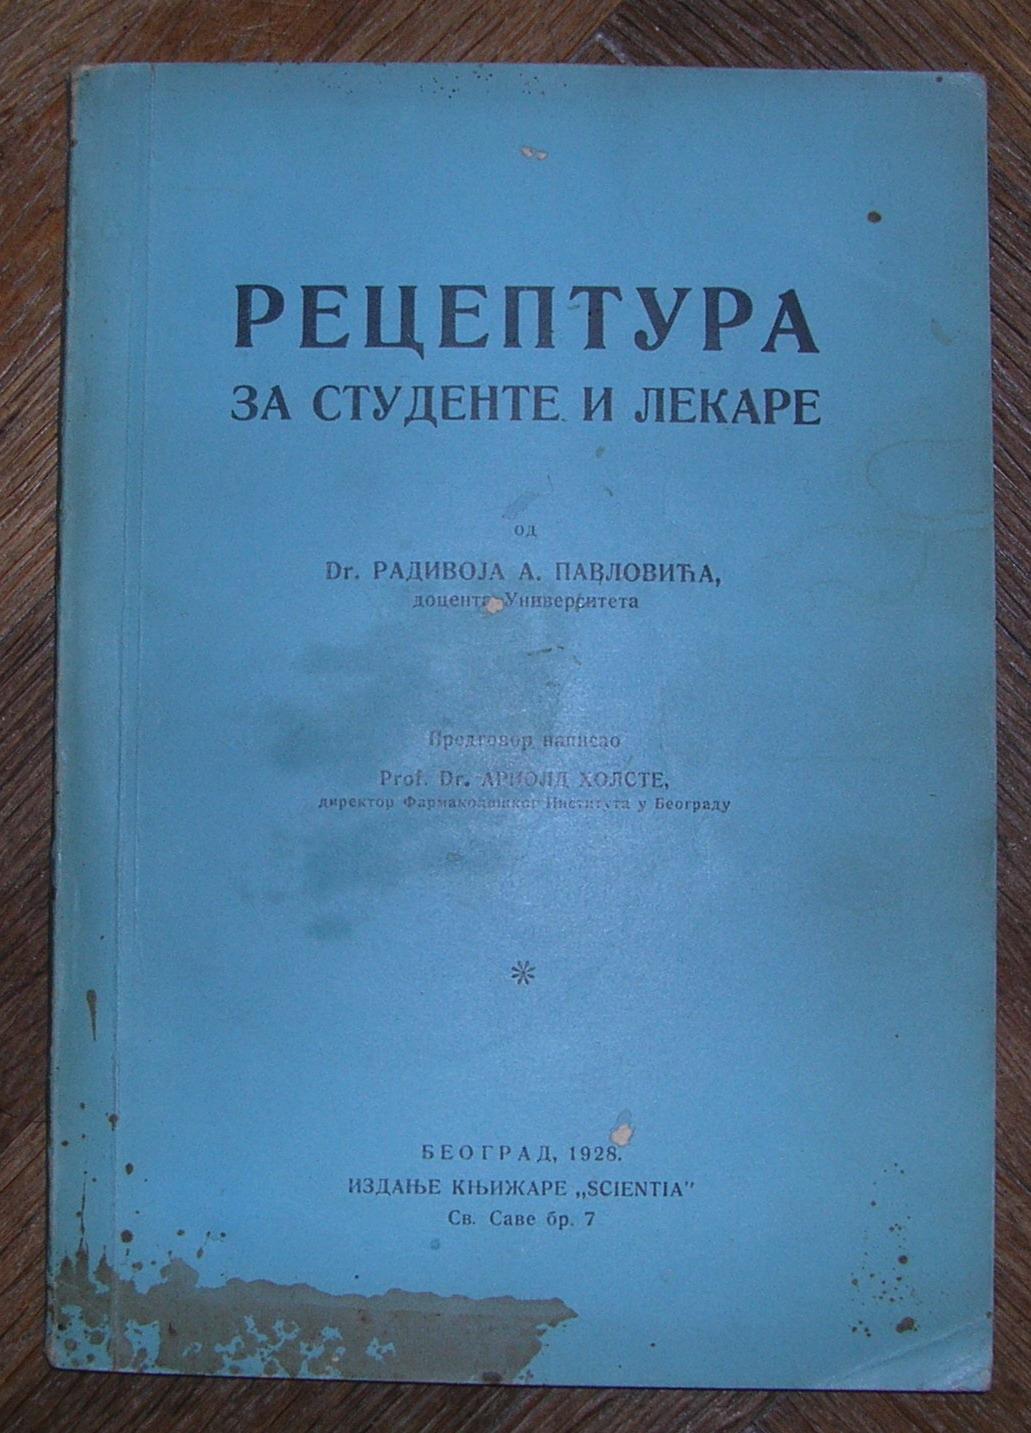 РЕЦЕПТУРА
ЗА СТУДЕНТЕ И ЛЕКАРЕ
од
Dr. РАДИВОЈА А. ПАВЛОВИЋА,
доцента Универзитета
Предговор написао
Prof. Dr. АРНОЛД ХОЛСТЕ,
директор Фармаколошког Института у Београду
*
БЕОГРАД, 1928.
ИЗДАЊЕ КЊИЖАРЕ „SCIENTIA"
Св. Саве бр. 7